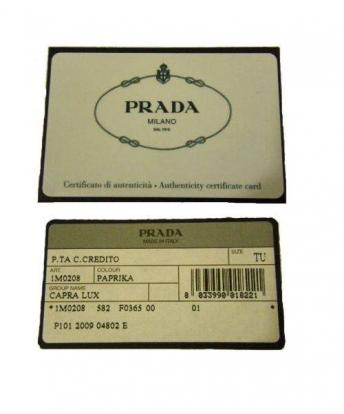 PRADA
MILANO
DAL 1913
Certificato di autenticità • Authenticity certificate card
PRADA
MADE IN ITALY
P.TA C.CREDITO
SIZE
TU
ART.
COLOUR
1M0208
PAPRIKA
GROUP NAME
CAPRA LUX
8 033990 818221
*1M0208 582 F0365 00 01 *
P101 2009 04802 E